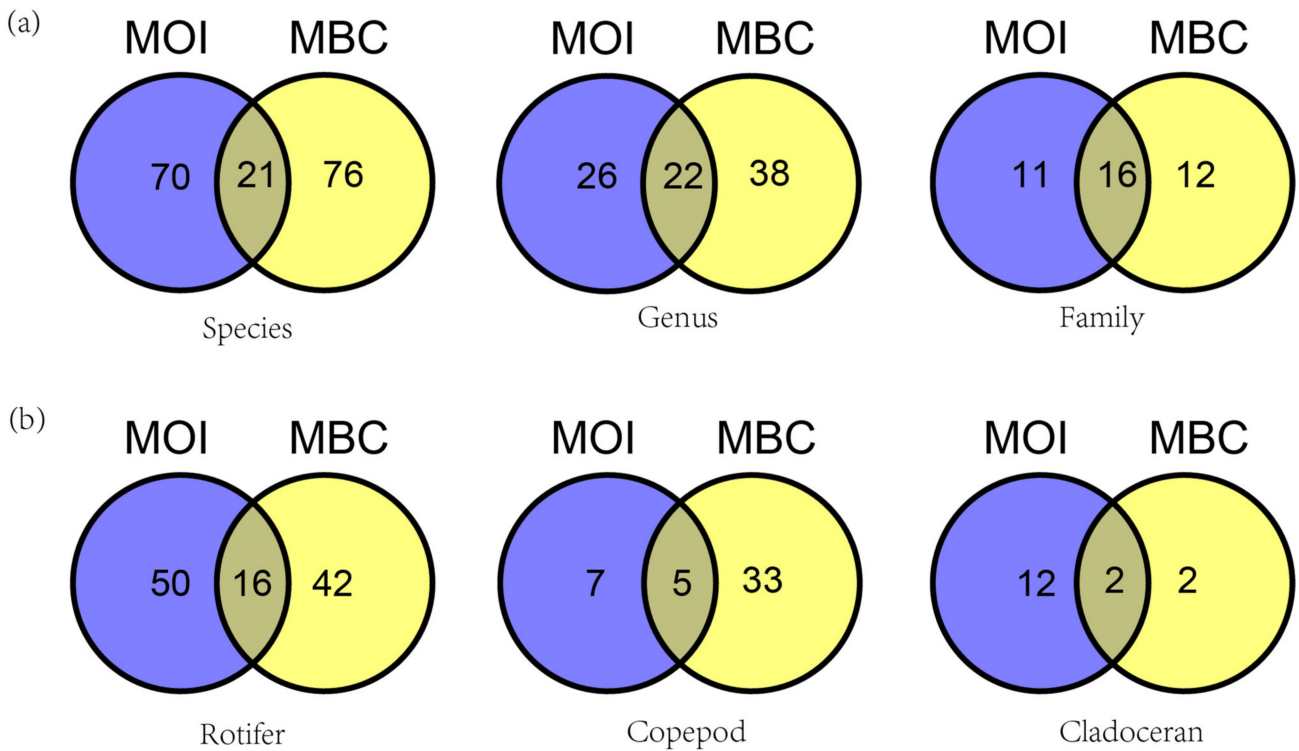 (a)
MOI MBC MOI MBC MOI MBC
70 21 76 26 22 38 11 16 12
Species Genus Family
(b)
MOI MBC MOI MBC MOI MBC
50 16 42 7 5 33 12 2 2
Rotifer Copepod Cladoceran